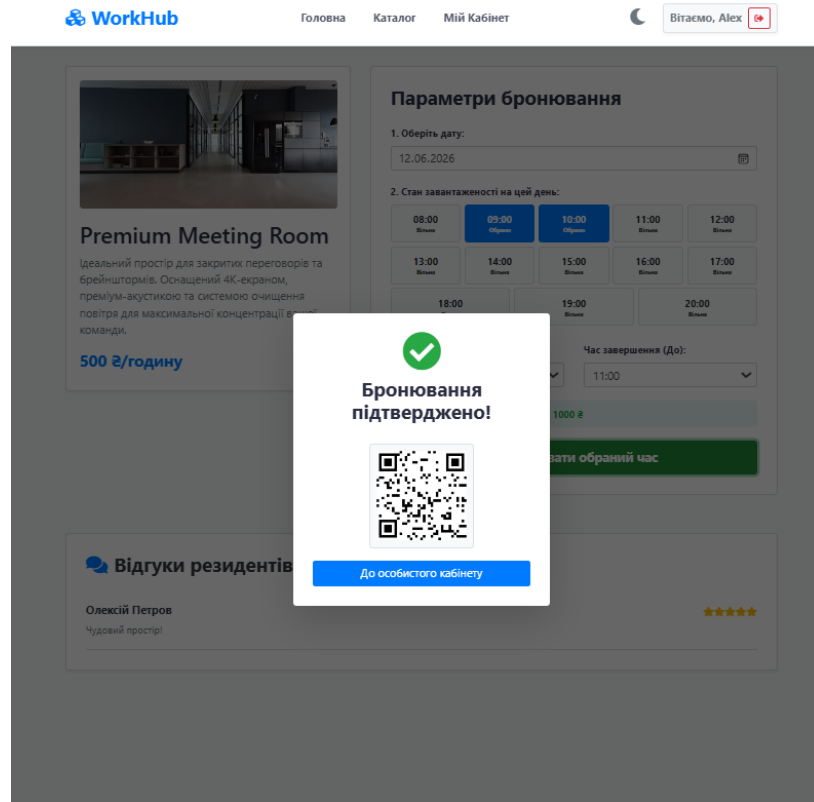 WorkHub
Головна
Каталог
Мій Кабінет
Вітаємо, Alex
Premium Meeting Room
Ідеальний простір для закритих переговорів та
брейнштормів. Оснащений 4K-екраном,
преміум-акустикою та системою очищення
повітря для максимальної концентрації
команди.
500 ₴/годину
Параметри бронювання
1. Оберіть дату:
12.06.2026
2. Стан завантаженості на цей день:
08:00
Вільно
09:00
Обрано
10:00
Обрано
11:00
Вільно
12:00
Вільно
13:00
Вільно
14:00
Вільно
15:00
Вільно
16:00
Вільно
17:00
Вільно
18:00
19:00
Вільно
20:00
Вільно
Час завершення (До):
11:00
1000 ₴
обраний час
Бронювання
підтверджено!
До особистого кабінету
Відгуки резидентів
Олексій Петров
Чудовий простір!